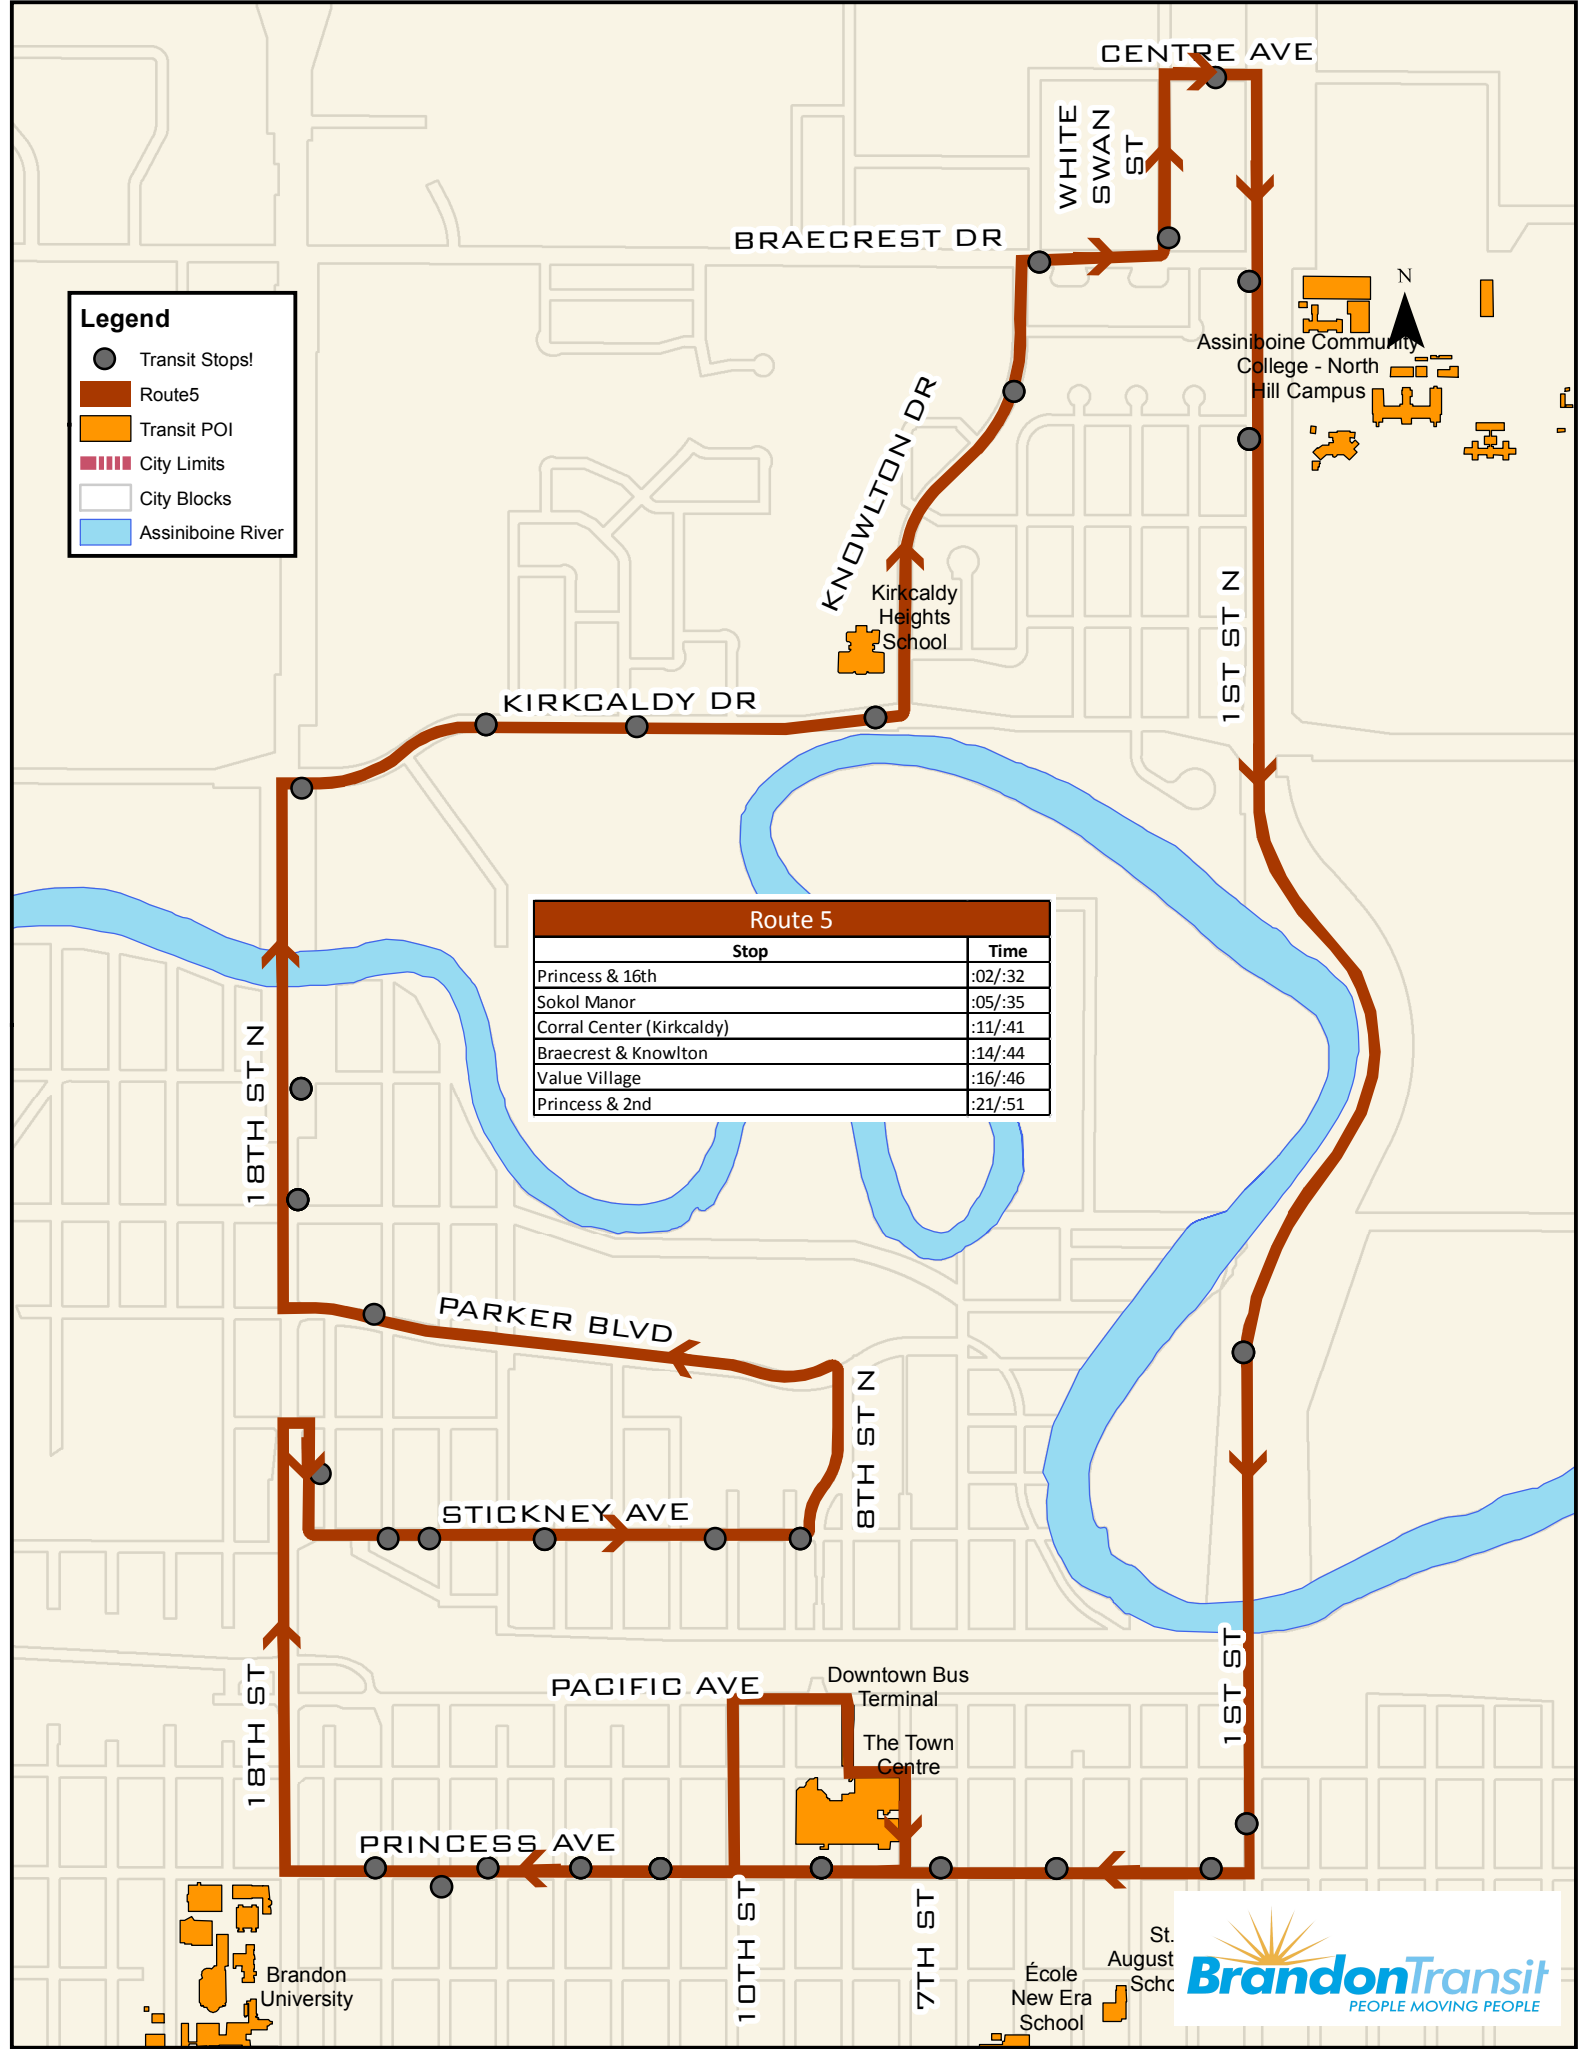 CENTRE AVE
WHITE
SWAN
ST
BRAECREST DR
N
Legend
Transit Stops!
Route5
Transit POI
City Limits
City Blocks
Assiniboine River
Assiniboine Community
College - North
Hill Campus
KNOWLTON DR
Kirkcaldy
Heights
School
1ST ST N
KIRKCALDY DR
Route 5
Stop Time
Princess & 16th :02/:32
Sokol Manor :05/:35
Corral Center (Kirkcaldy) :11/:41
Braecrest & Knowlton :14/:44
Value Village :16/:46
Princess & 2nd :21/:51
18TH ST N
PARKER BLVD
8TH ST N
STICKNEY AVE
1ST ST
18TH ST
PACIFIC AVE
Downtown Bus
Terminal
The Town
Centre
PRINCESS AVE
10TH ST
7TH ST
Brandon
University
École
New Era
School
St.
August
Scho
BrandonTransit
PEOPLE MOVING PEOPLE